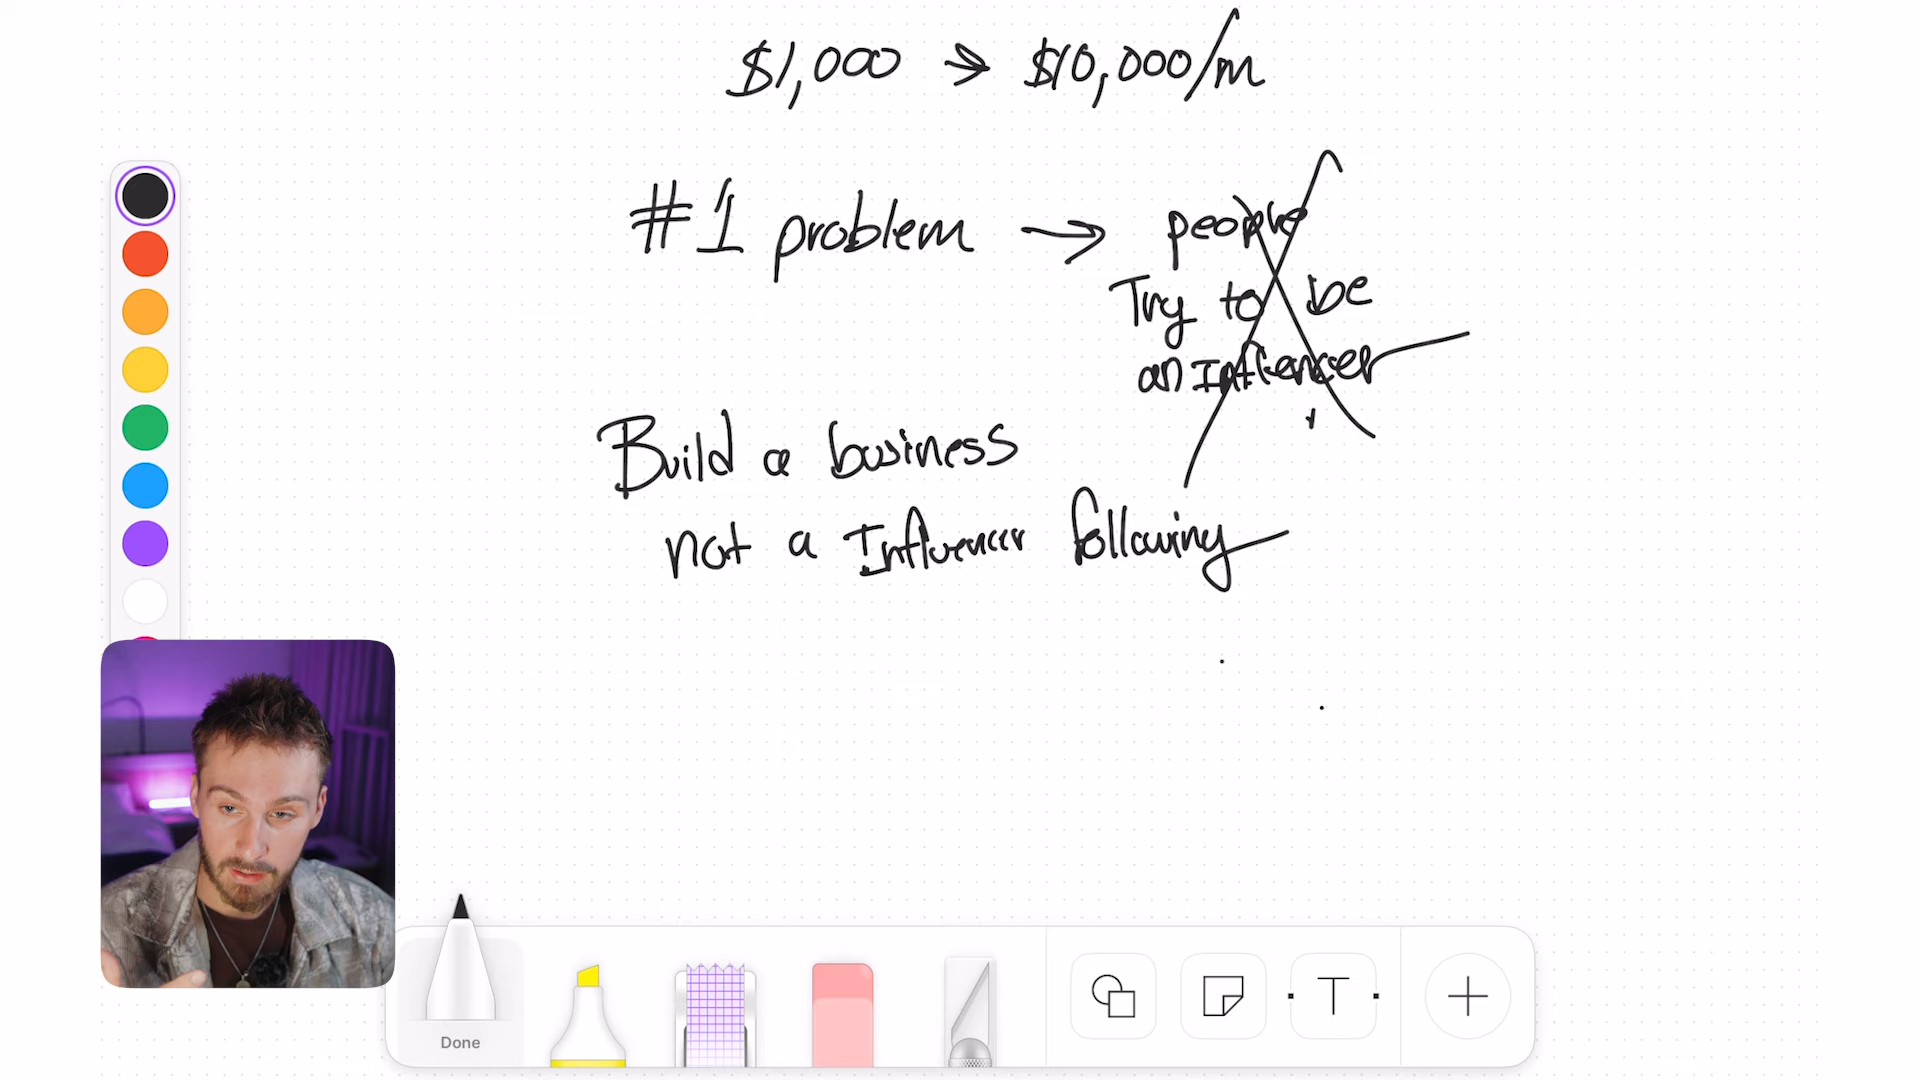 $1,000 → $10,000/m
#1 problem → people
Try to be
an Influencer
Build a business
not a Influencer following
Done
T